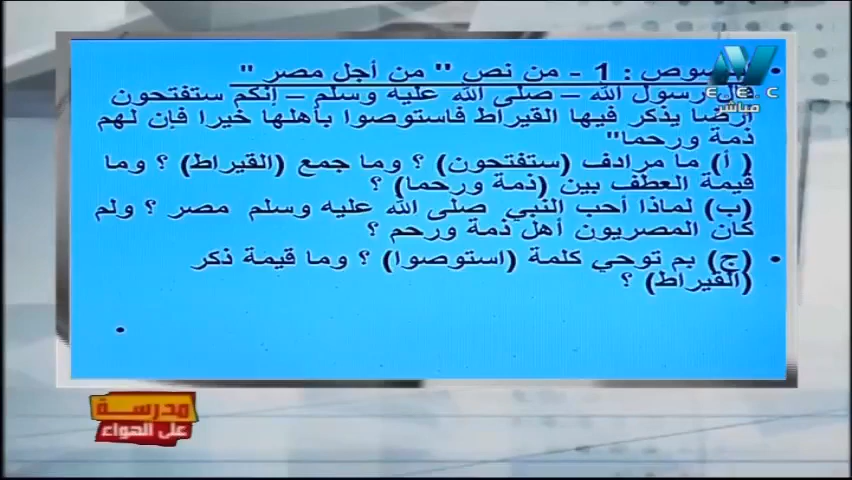 نصوص : 1 - من نص " من أجل مصر "
قال رسول الله – صلى الله عليه وسلم – إنكم ستفتحون
أرضا يذكر فيها القيراط فاستوصوا بأهلها خيرا فإن لهم
ذمة ورحما"
( أ) ما مرادف (ستفتحون) ؟ وما جمع (القيراط) ؟ وما
قيمة العطف بين (ذمة ورحما) ؟
(ب) لماذا أحب النبي صلى الله عليه وسلم مصر ؟ ولم
كان المصريون أهل ذمة ورحم ؟
(ج) بم توحي كلمة (استوصوا) ؟ وما قيمة ذكر
(القيراط) ؟
E.E.C
مباشر
مدرسة
على الهواء